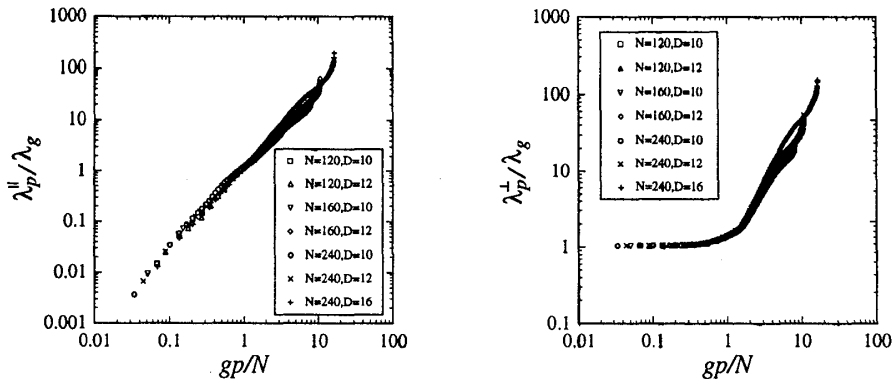 1000
100
10
1
0.1
0.01
0.001
λ_p^∥/λ_g
N=120,D=10
N=120,D=12
N=160,D=10
N=160,D=12
N=240,D=10
N=240,D=12
N=240,D=16
0.01 0.1 1 10 100
gp/N
1000
100
10
1
0.1
λ_p^⊥/λ_g
N=120,D=10
N=120,D=12
N=160,D=10
N=160,D=12
N=240,D=10
N=240,D=12
N=240,D=16
0.01 0.1 1 10 100
gp/N